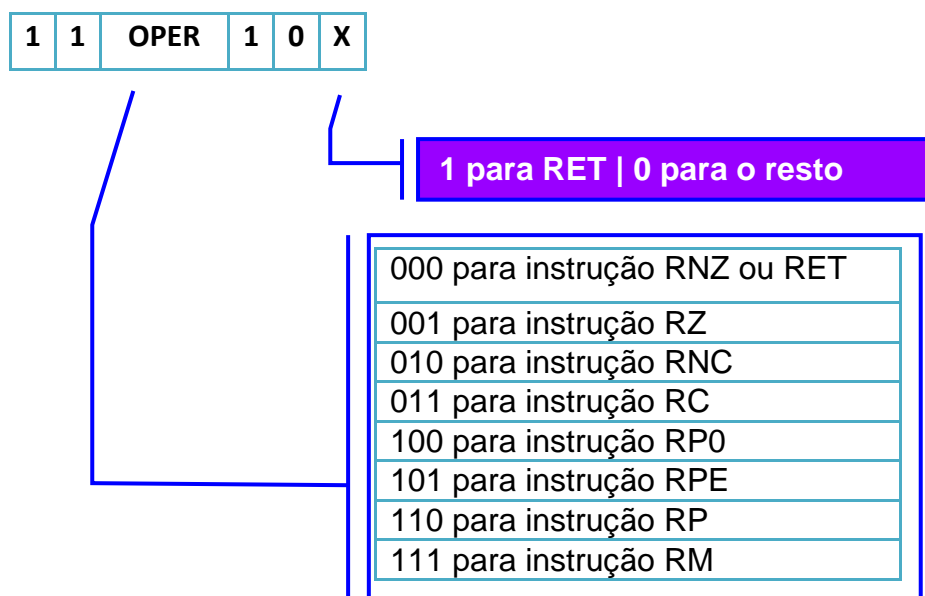 1 1 OPER 1 0 X
1 para RET | 0 para o resto
000 para instrução RNZ ou RET
001 para instrução RZ
010 para instrução RNC
011 para instrução RC
100 para instrução RP0
101 para instrução RPE
110 para instrução RP
111 para instrução RM